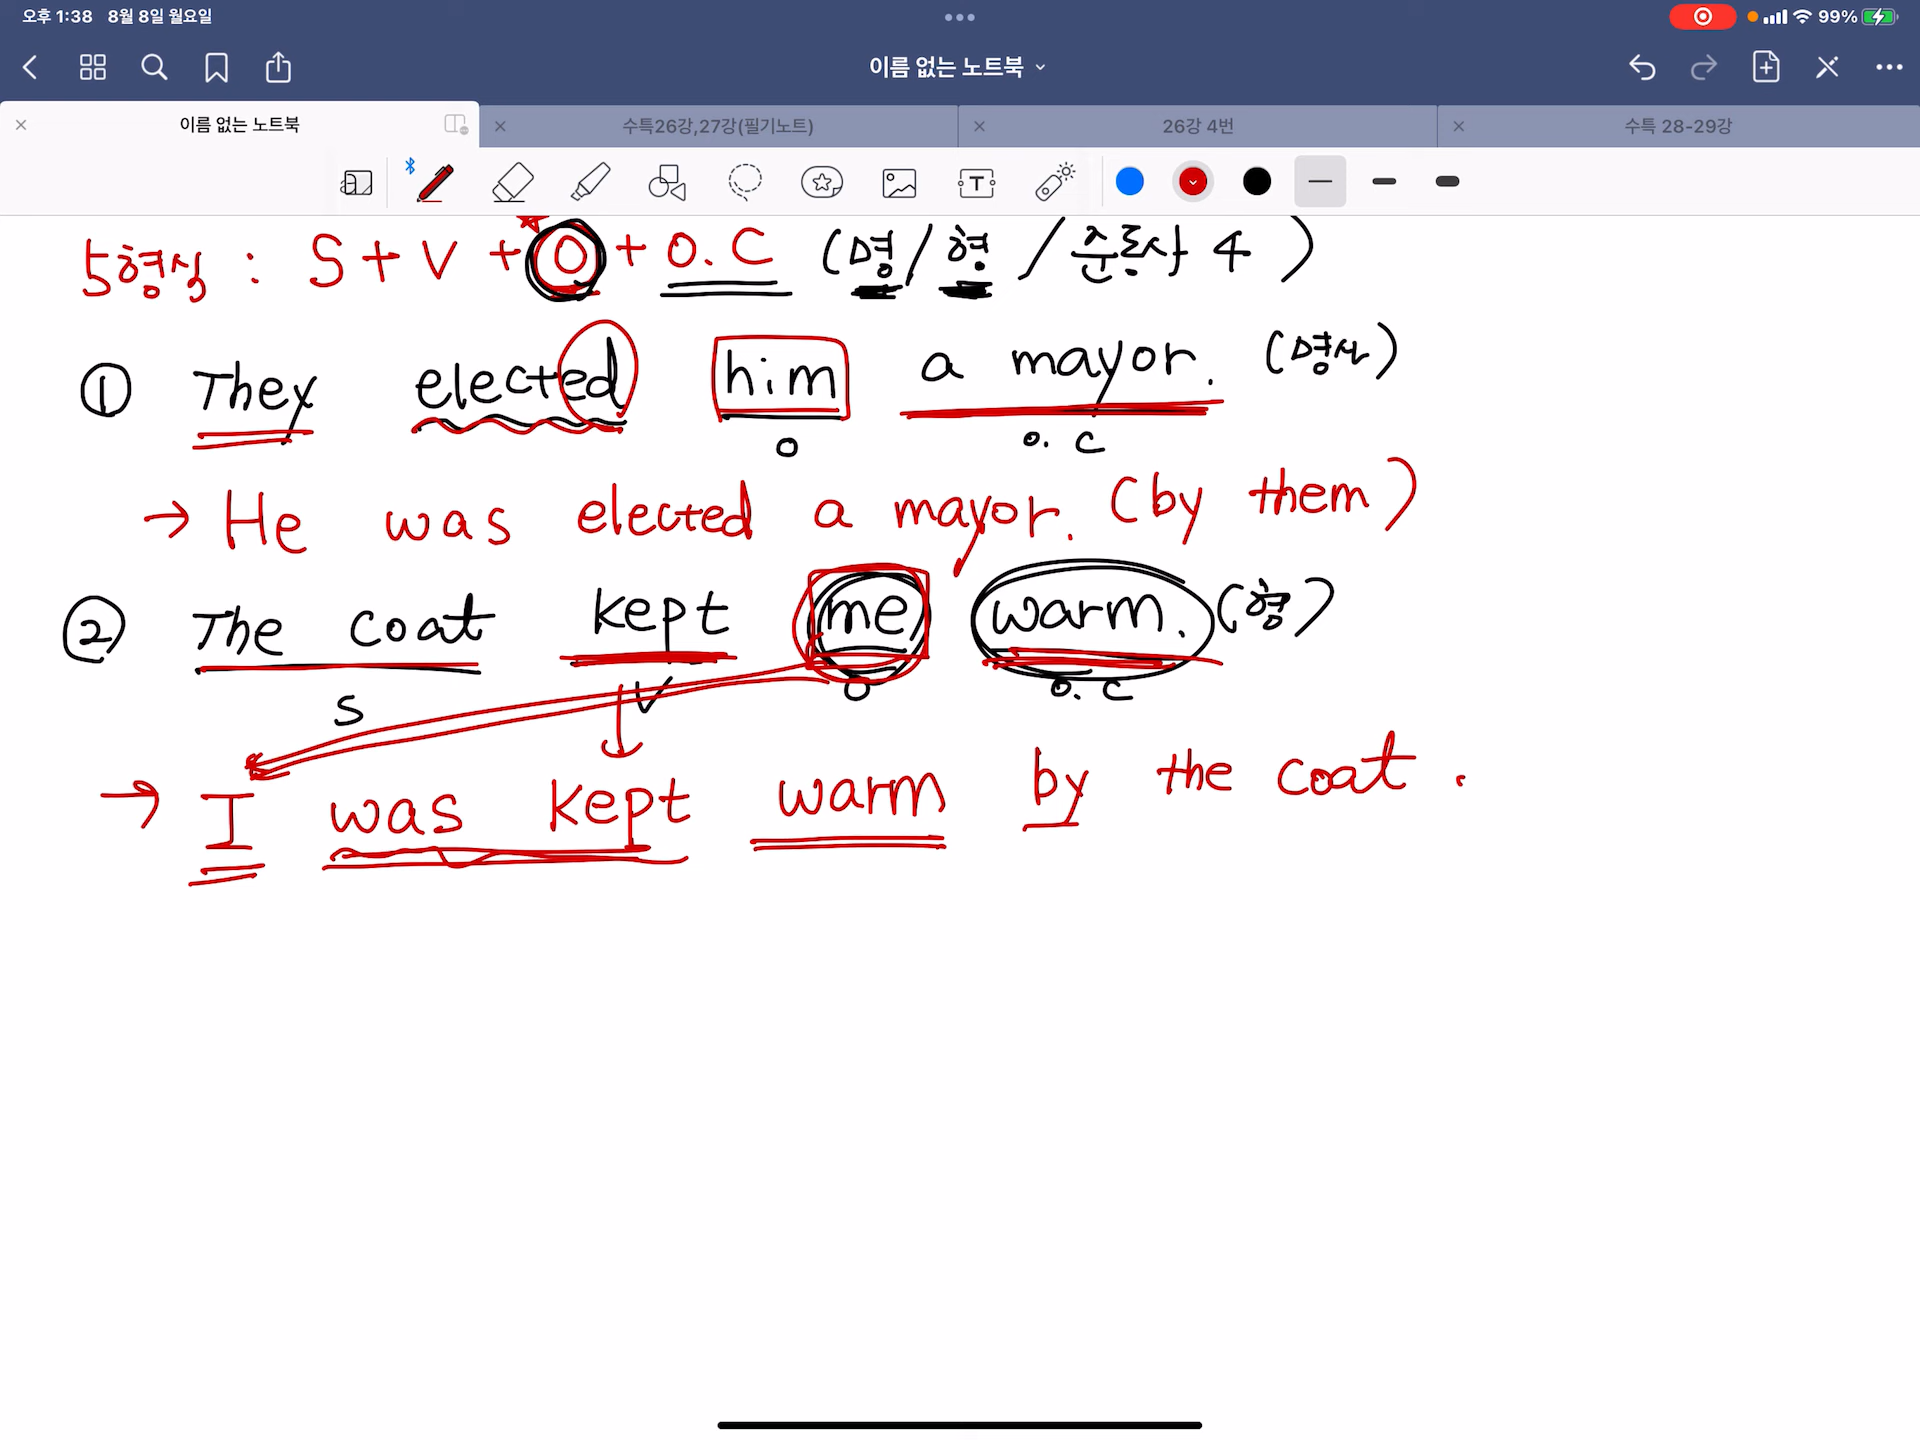 오후 1:38 8월 8일 월요일
99%
이름 없는 노트북
이름 없는 노트북
수특26강,27강(필기노트)
26강 4번
수특 28-29강
5형식 : S + V + O + O.C (명/형/준동사 4)
① They elected him a mayor. (명사)
O O.C
→ He was elected a mayor. (by them)
② The coat kept me warm. (형)
S V O O.C
→ I was kept warm by the coat.